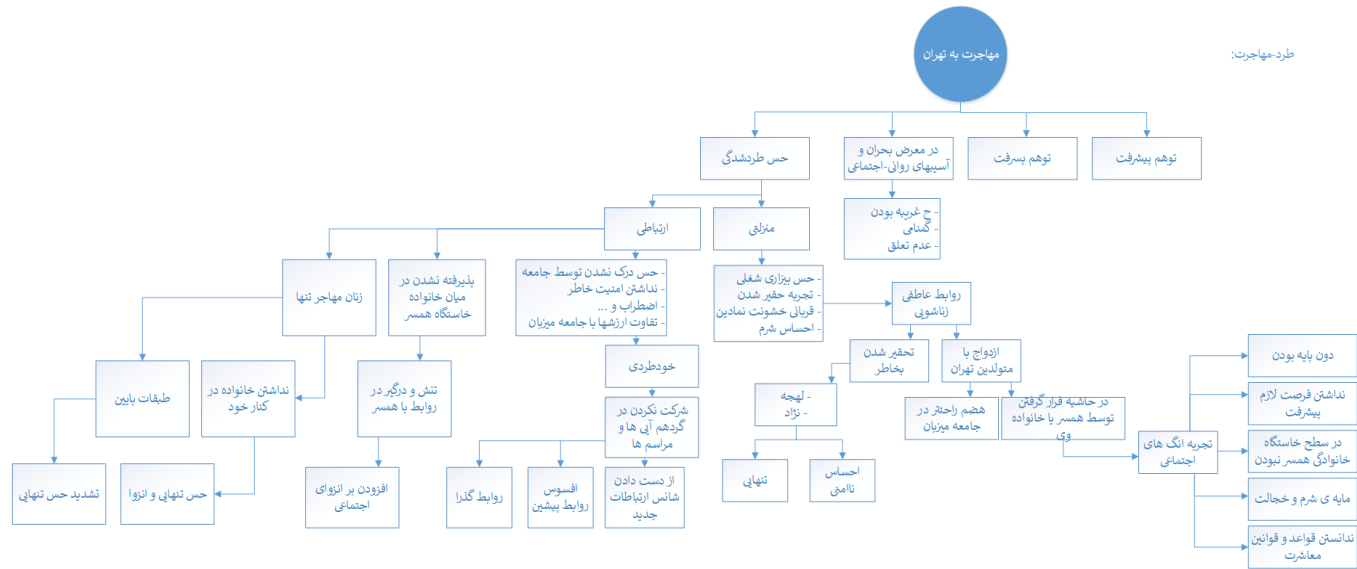 طرد-مهاجرت:
مهاجرت به تهران
توهم پیشرفت
توهم پسرفت
در معرض بحران و
آسیبهای روانی-اجتماعی
حس طردشدگی
- ح غریبه بودن
- گمنامی
- عدم تعلق
منزلتی
ارتباطی
- حس بیزاری شغلی
- تجربه حقیر شدن
- قربانی خشونت نمادین
- احساس شرم
- حس درک نشدن توسط جامعه
- نداشتن امنیت خاطر
- اضطراب و ...
- تفاوت ارزشها با جامعه میزبان
پذیرفته نشدن در
میان خانواده
خاستگاه همسر
زنان مهاجر تنها
روابط عاطفی
زناشویی
ازدواج با
متولدین تهران
تحقیر شدن
بخاطر
خودطردی
دون پایه بودن
نداشتن فرصت لازم
پیشرفت
در سطح خاستگاه
خانوادگی همسر نبودن
مایه ی شرم و خجالت
ندانستن قواعد و قوانین
معاشرت
تجربه انگ های
اجتماعی
در حاشیه قرار گرفتن
توسط همسر یا خانواده
وی
هضم راحتتر در
جامعه میزبان
- لهجه
- نژاد
احساس
ناامنی
تنهایی
شرکت نکردن در
گردهم آیی ها و
مراسم ها
از دست دادن
شانس ارتباطات
جدید
افسوس
روابط پیشین
روابط گذرا
تنش و درگیر در
روابط با همسر
افزودن بر انزوای
اجتماعی
نداشتن خانواده در
کنار خود
حس تنهایی و انزوا
طبقات پایین
تشدید حس تنهایی